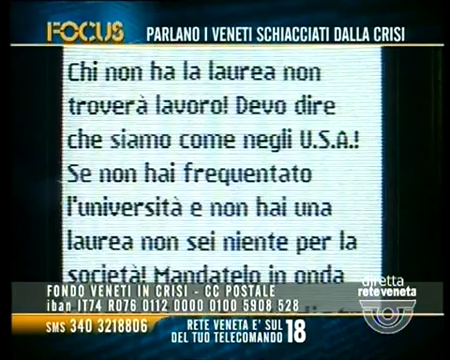 FOCUS
PARLANO I VENETI SCHIACCIATI DALLA CRISI
Chi non ha la laurea non
troverà lavoro! Devo dire
che siamo come negli U.S.A.!
Se non hai frequentato
l'università e non hai una
laurea non sei niente per la
società! Mandatelo in onda
FONDO VENETI IN CRISI - CC POSTALE
iban IT74 R076 0112 0000 0100 5908 528
diretta
reteveneta
SMS 340 3218806
RETE VENETA E' SUL
DEL TUO TELECOMANDO 18